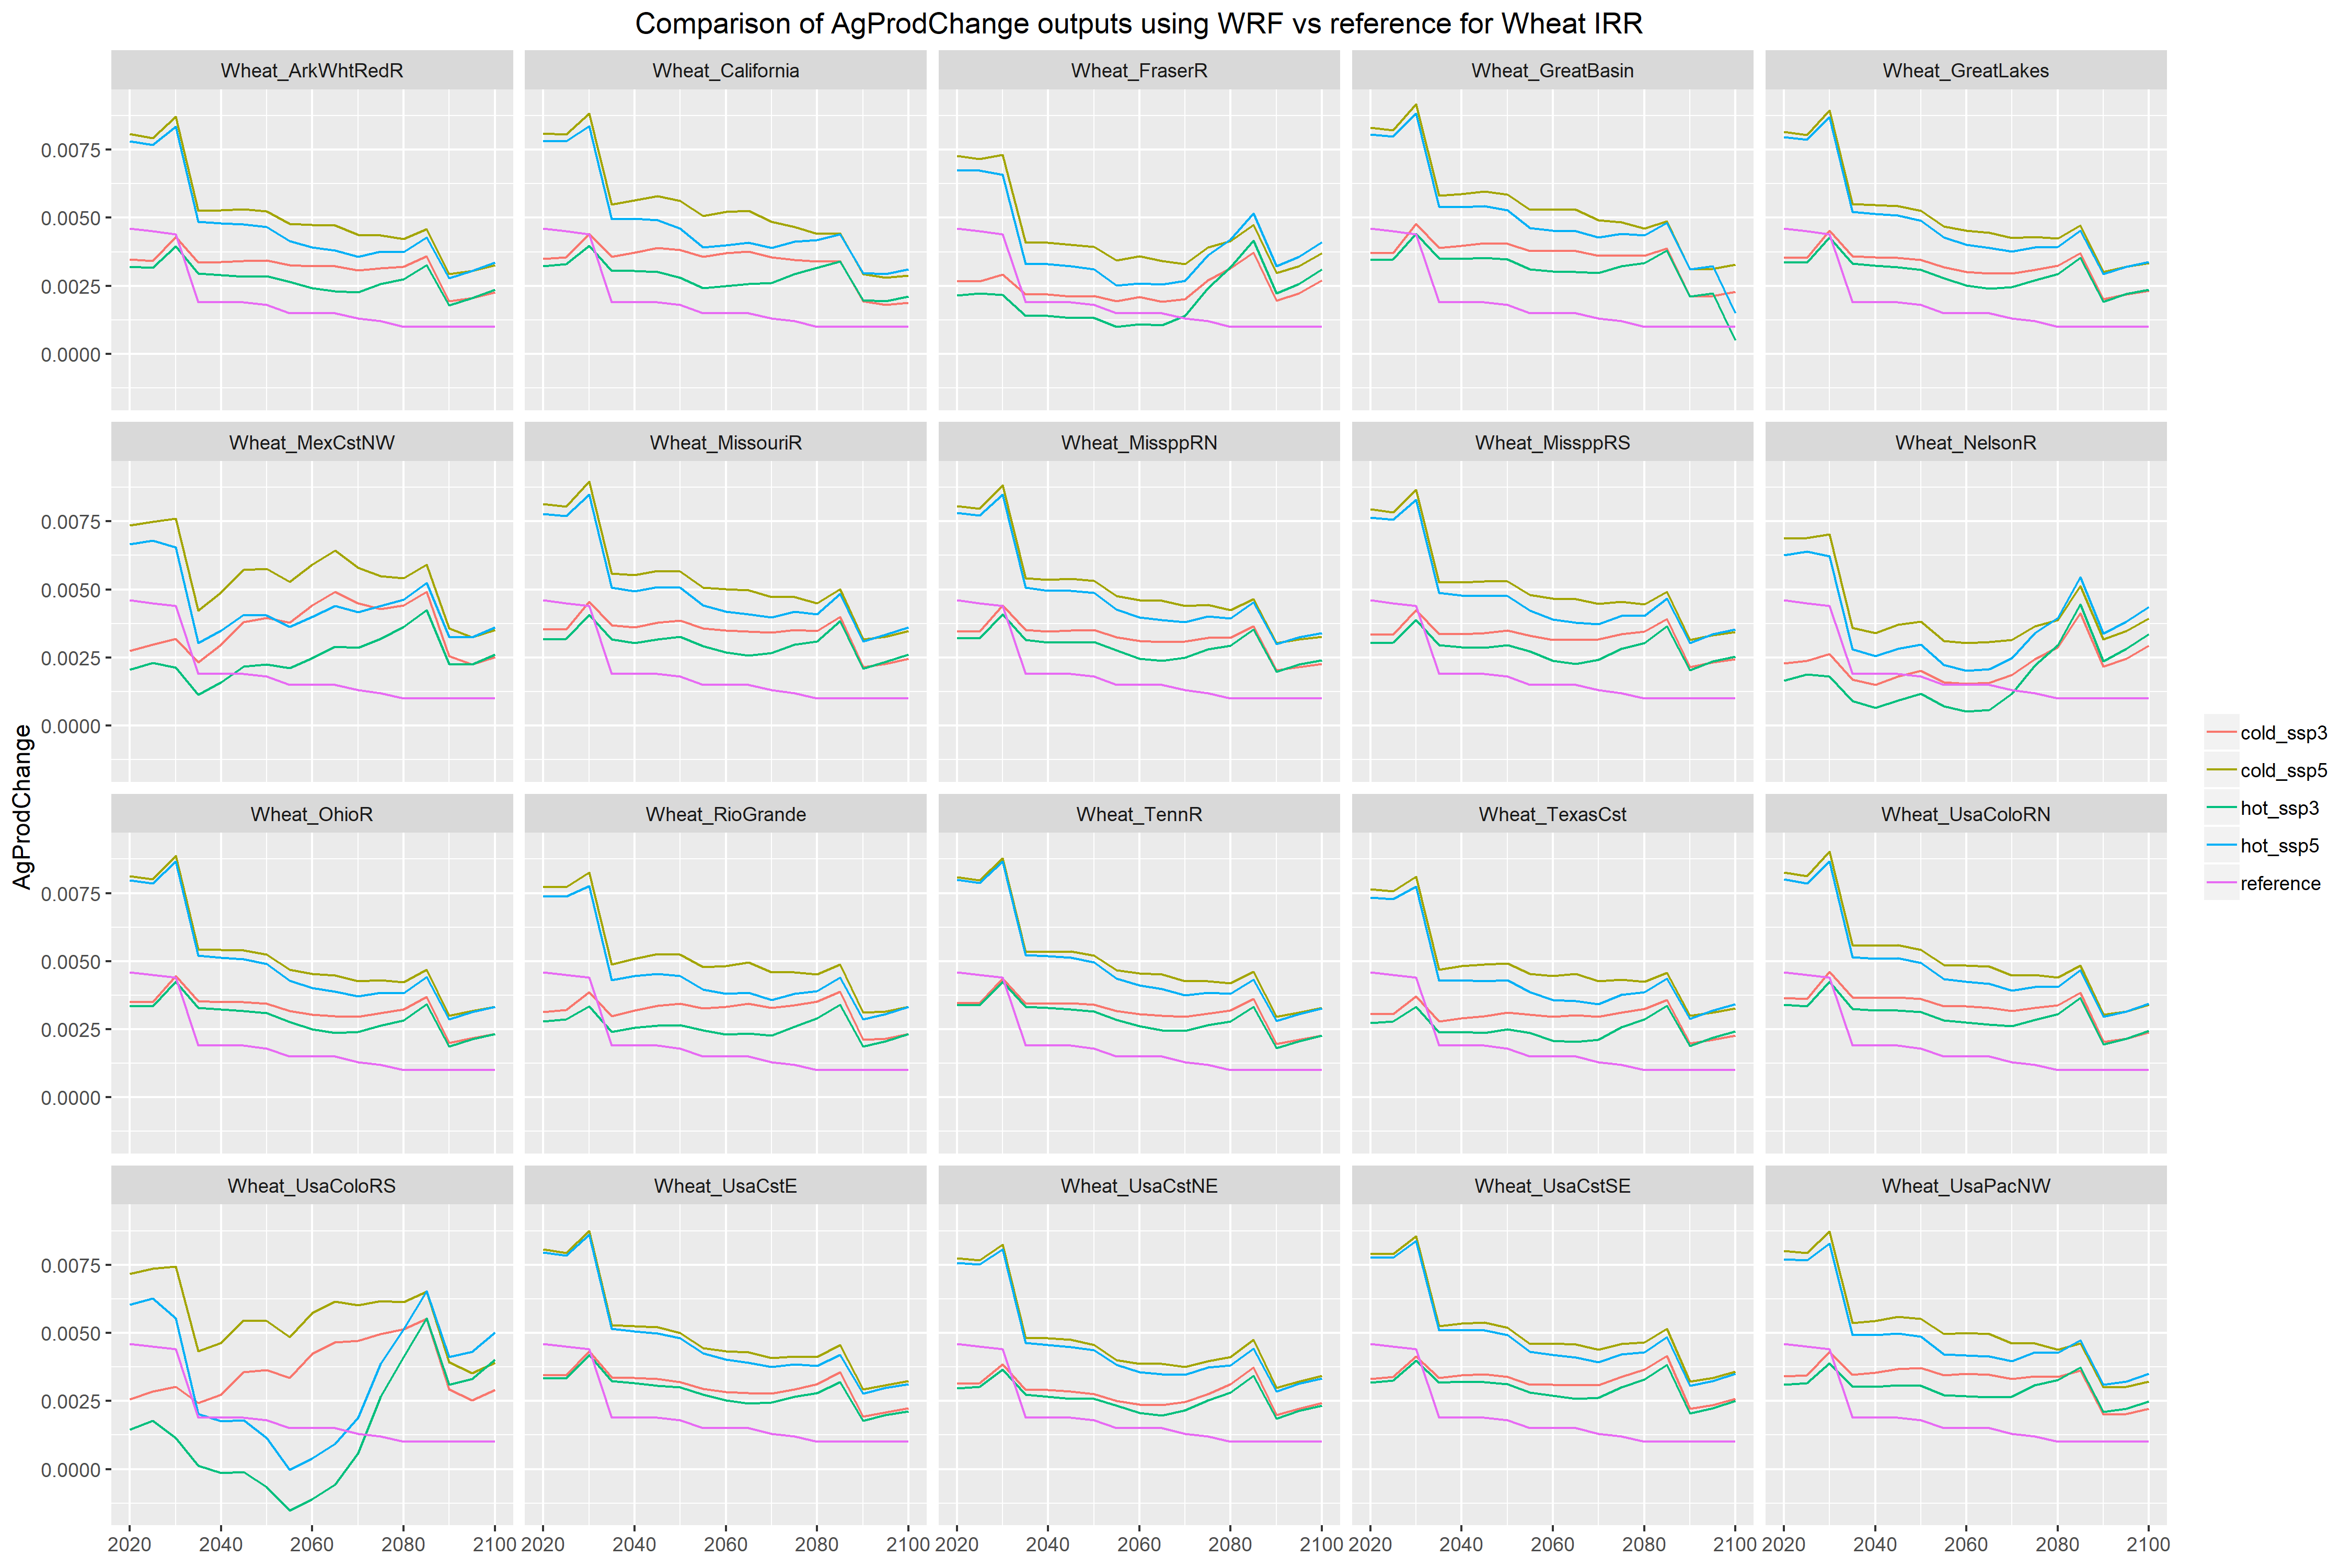 Comparison of AgProdChange outputs using WRF vs reference for Wheat IRR
Wheat_ArkWhtRedR Wheat_California Wheat_FraserR Wheat_GreatBasin Wheat_GreatLakes
0.0075
0.0050
0.0025
0.0000
Wheat_MexCstNW Wheat_MissouriR Wheat_MissppRN Wheat_MissppRS Wheat_NelsonR
0.0075
0.0050
0.0025
0.0000
Wheat_OhioR Wheat_RioGrande Wheat_TennR Wheat_TexasCst Wheat_UsaColoRN
0.0075
0.0050
0.0025
0.0000
Wheat_UsaColoRS Wheat_UsaCstE Wheat_UsaCstNE Wheat_UsaCstSE Wheat_UsaPacNW
0.0075
0.0050
0.0025
0.0000
2020 2040 2060 2080 2100 2020 2040 2060 2080 2100 2020 2040 2060 2080 2100 2020 2040 2060 2080 2100 2020 2040 2060 2080 2100
AgProdChange
cold_ssp3
cold_ssp5
hot_ssp3
hot_ssp5
reference